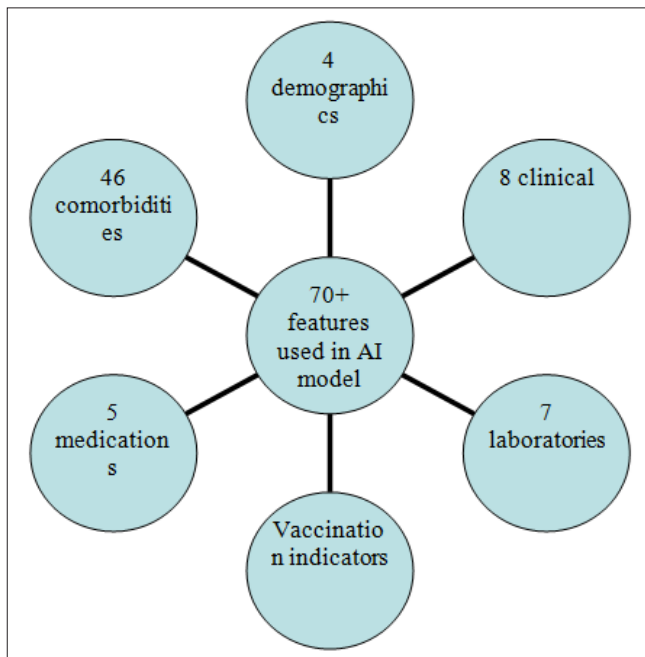 4
demographi
cs
46
comorbiditi
es
8 clinical
70+
features
used in AI
model
5
medication
s
7
laboratories
Vaccinatio
n indicators